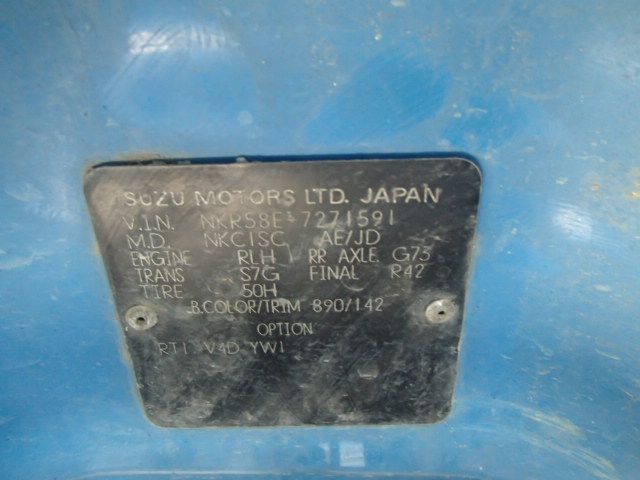 SUZU MOTORS LTD. JAPAN
V.I.N. NKR58E-7271591
M.D. NKC1SC AE/JD
ENGINE RLH RR AXLE G73
TRANS S7G FINAL R42
TIRE 50H
B.COLOR/TRIM 890/142
OPTION
RT1 V4D YW1